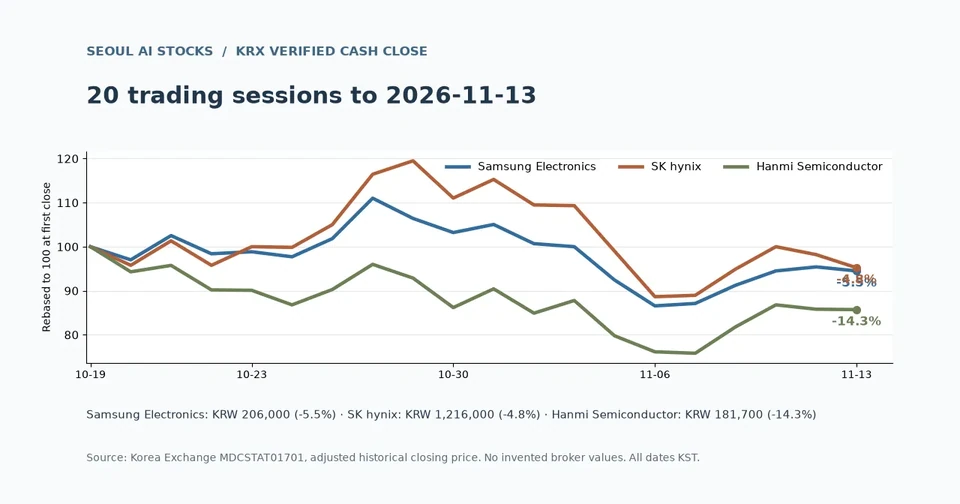 SEOUL AI STOCKS / KRX VERIFIED CASH CLOSE
20 trading sessions to 2026-11-13
Samsung Electronics
SK hynix
Hanmi Semiconductor
Rebased to 100 at first close
120
110
100
90
80
-4.8%
-5.5%
-14.3%
10-19
10-23
10-30
11-06
11-13
Samsung Electronics: KRW 206,000 (-5.5%) · SK hynix: KRW 1,216,000 (-4.8%) · Hanmi Semiconductor: KRW 181,700 (-14.3%)
Source: Korea Exchange MDCSTAT01701, adjusted historical closing price. No invented broker values. All dates KST.